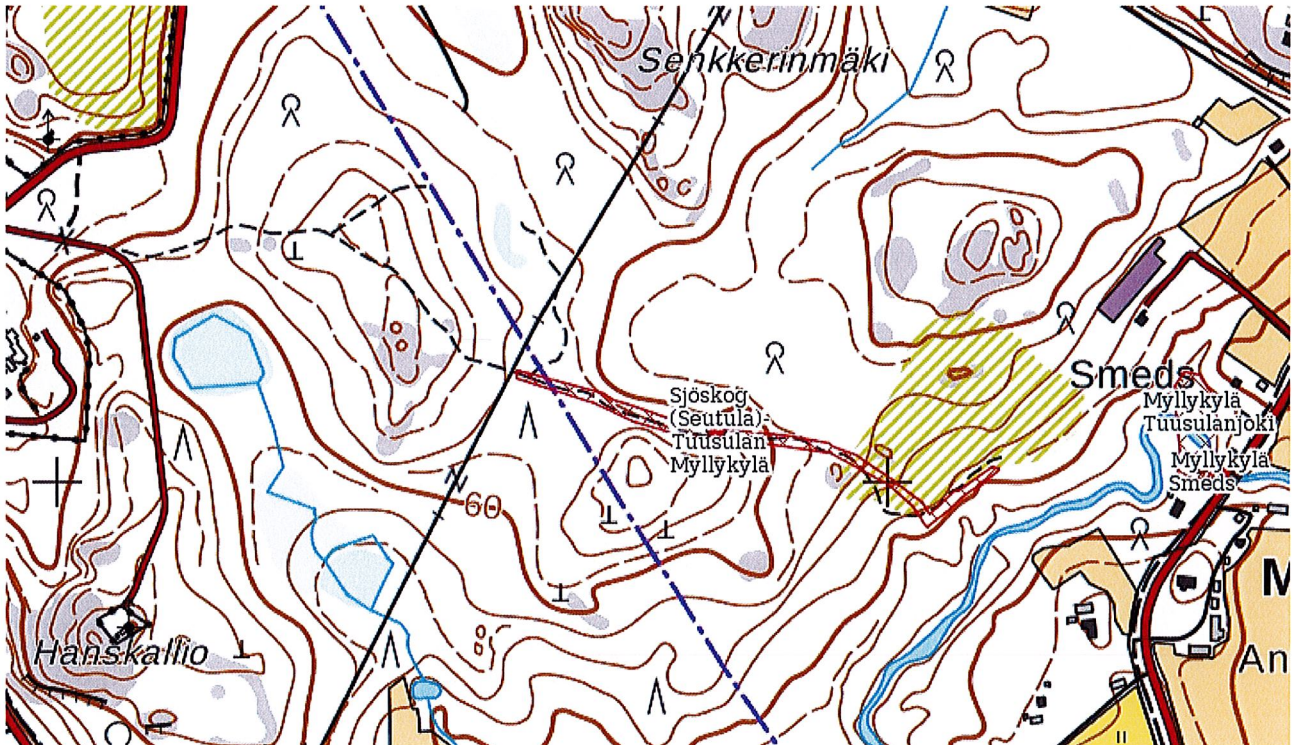 Senkkerinmäki
Smeds
Sjöskog
(Seutula)-
Tuusulan
Myllykylä
Myllykylä
Tuusulanjoki
Myllykylä
Smeds
60
M
An
Hanskallio